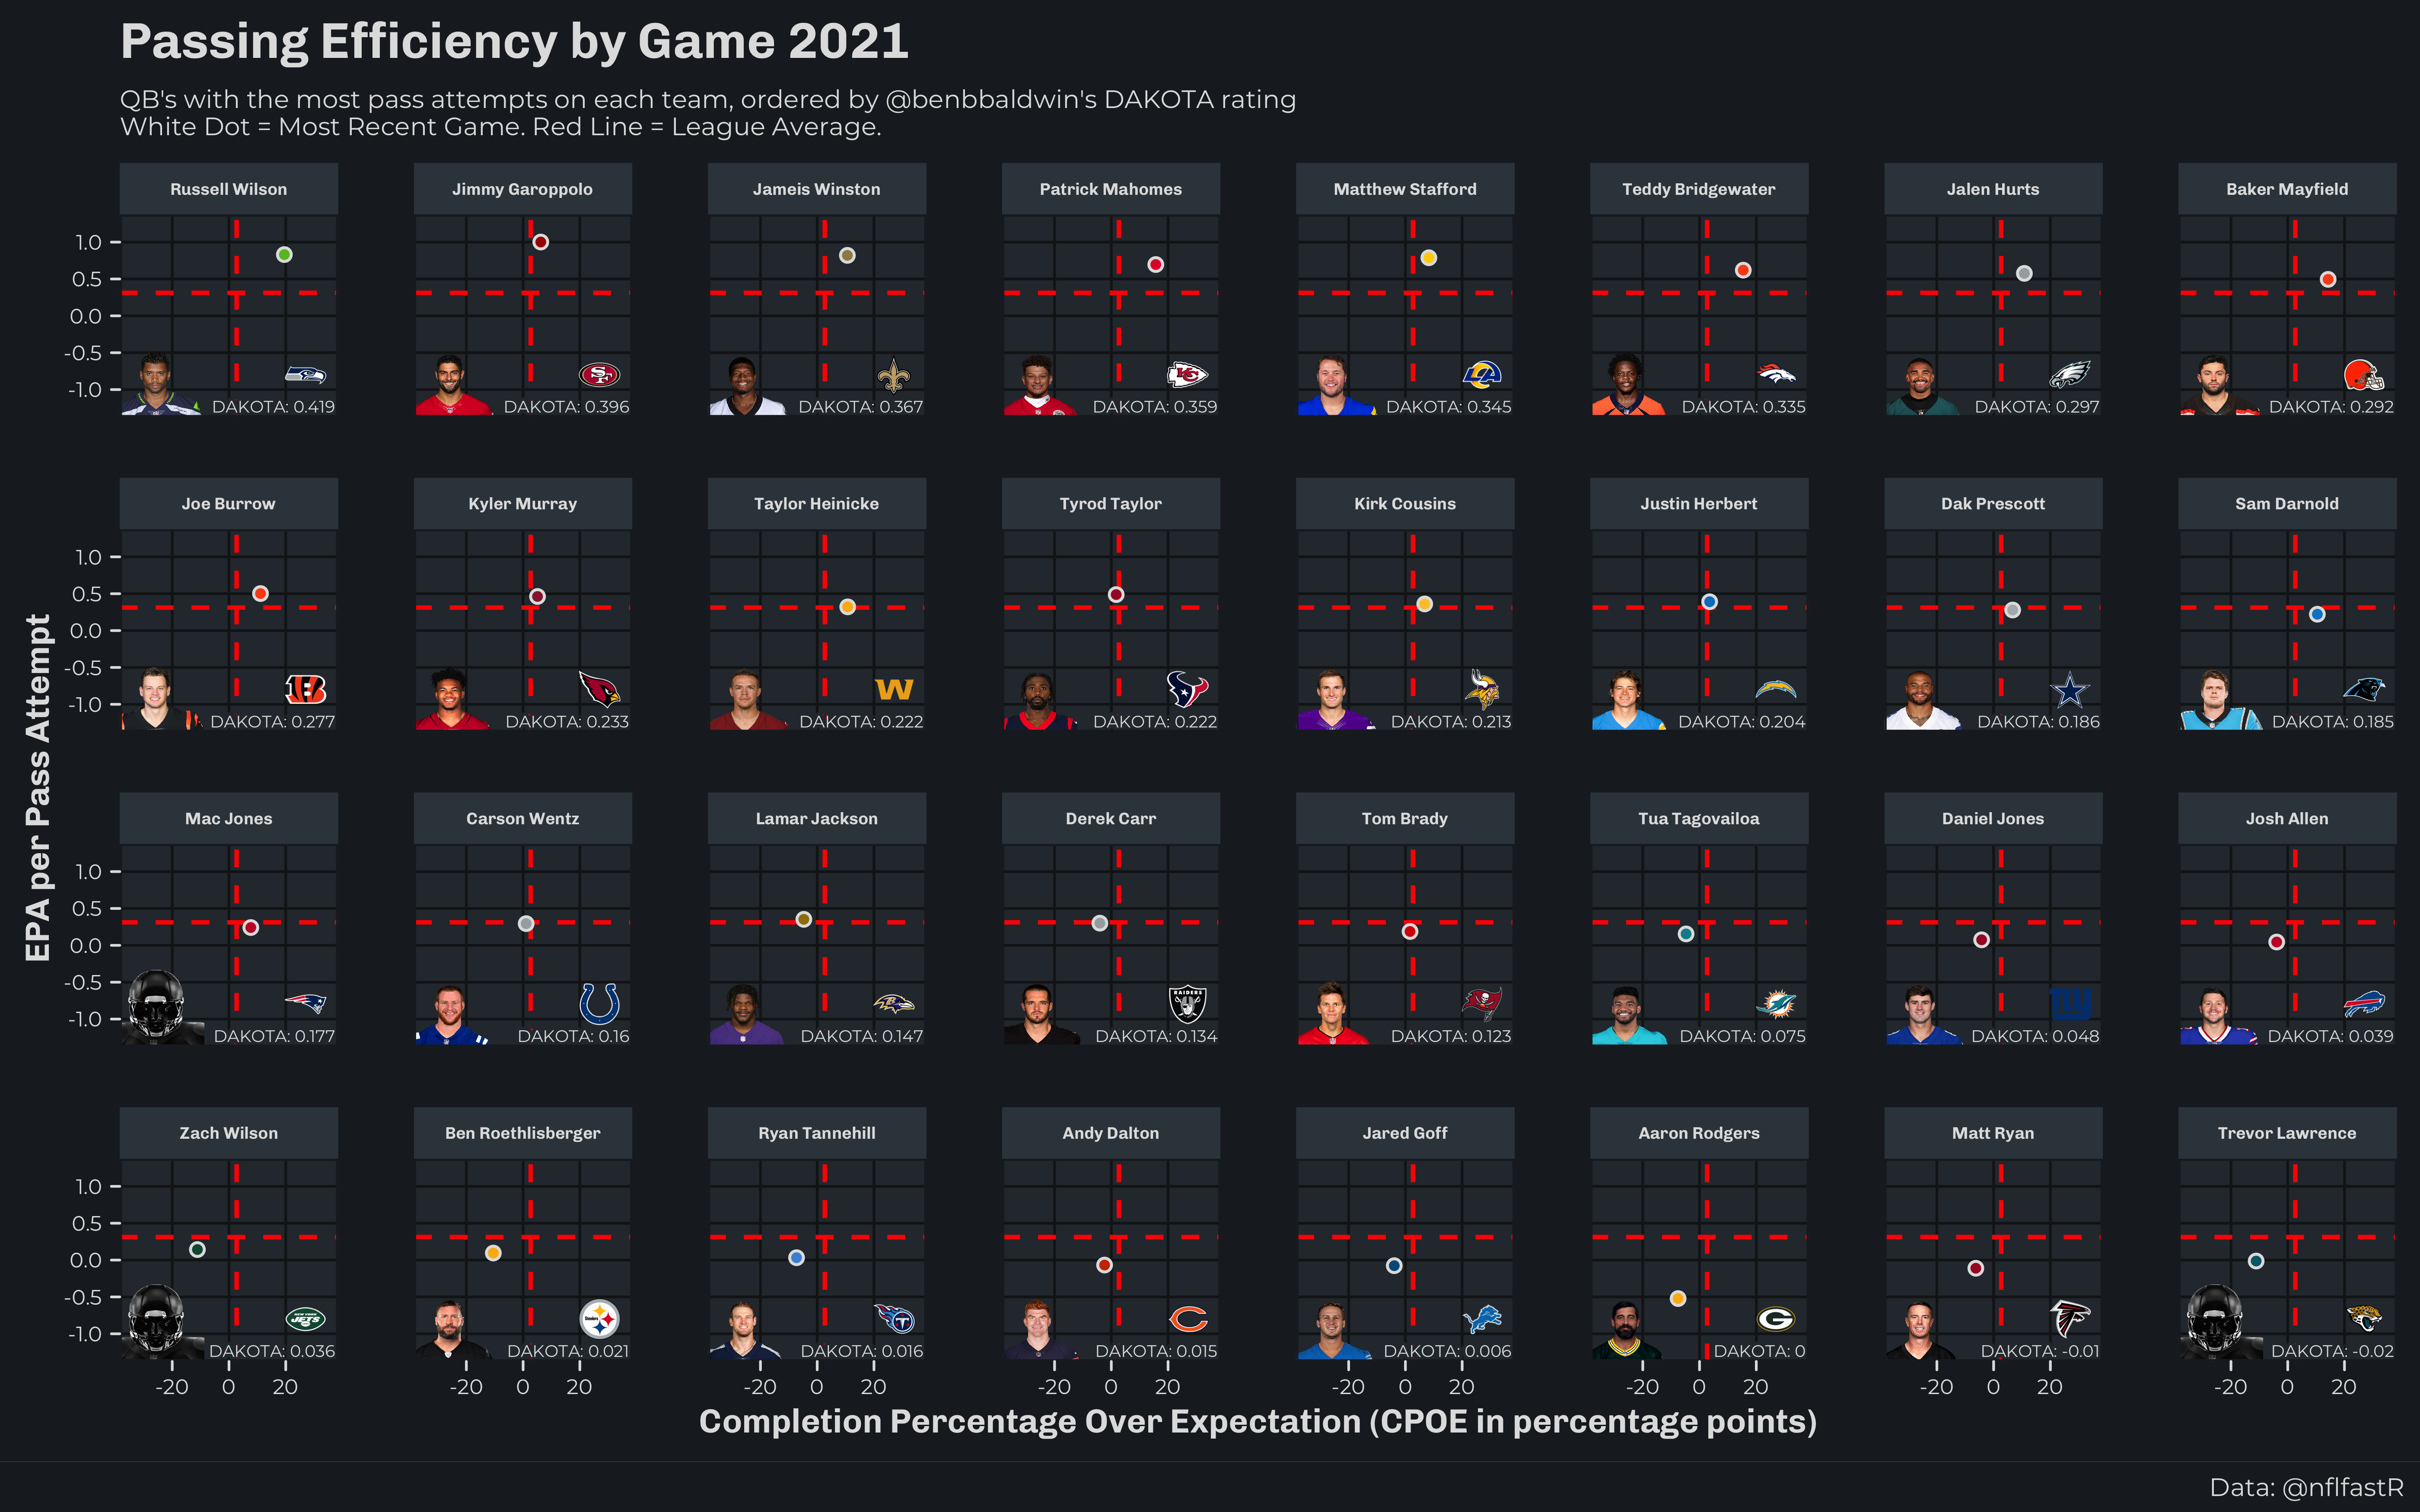 Passing Efficiency by Game 2021
QB's with the most pass attempts on each team, ordered by @benbbaldwin's DAKOTA rating
White Dot = Most Recent Game. Red Line = League Average.
Russell Wilson Jimmy Garoppolo Jameis Winston Patrick Mahomes Matthew Stafford Teddy Bridgewater Jalen Hurts Baker Mayfield
1.0
0.5
0.0
-0.5
-1.0
DAKOTA: 0.419 DAKOTA: 0.396 DAKOTA: 0.367 DAKOTA: 0.359 DAKOTA: 0.345 DAKOTA: 0.335 DAKOTA: 0.297 DAKOTA: 0.292
Joe Burrow Kyler Murray Taylor Heinicke Tyrod Taylor Kirk Cousins Justin Herbert Dak Prescott Sam Darnold
1.0
0.5
0.0
-0.5
-1.0
DAKOTA: 0.277 DAKOTA: 0.233 DAKOTA: 0.222 DAKOTA: 0.222 DAKOTA: 0.213 DAKOTA: 0.204 DAKOTA: 0.186 DAKOTA: 0.185
EPA per Pass Attempt
Mac Jones Carson Wentz Lamar Jackson Derek Carr Tom Brady Tua Tagovailoa Daniel Jones Josh Allen
1.0
0.5
0.0
-0.5
-1.0
RAIDERS
ny
DAKOTA: 0.177 DAKOTA: 0.16 DAKOTA: 0.147 DAKOTA: 0.134 DAKOTA: 0.123 DAKOTA: 0.075 DAKOTA: 0.048 DAKOTA: 0.039
Zach Wilson Ben Roethlisberger Ryan Tannehill Andy Dalton Jared Goff Aaron Rodgers Matt Ryan Trevor Lawrence
1.0
0.5
0.0
-0.5
-1.0
NEW YORK
JETS
Steelers
DAKOTA: 0.036 DAKOTA: 0.021 DAKOTA: 0.016 DAKOTA: 0.015 DAKOTA: 0.006 DAKOTA: 0 DAKOTA: -0.01 DAKOTA: -0.02
-20 0 20 -20 0 20 -20 0 20 -20 0 20 -20 0 20 -20 0 20 -20 0 20 -20 0 20
Completion Percentage Over Expectation (CPOE in percentage points)
Data: @nflfastR